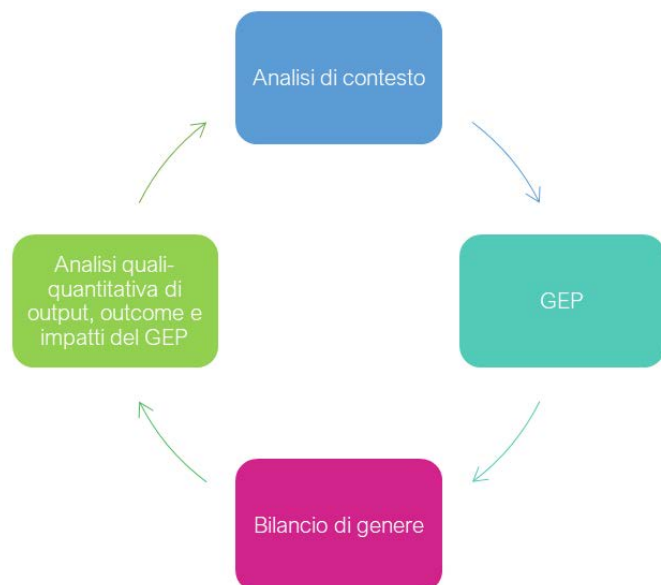 Analisi di contesto
GEP
Bilancio di genere
Analisi quali-
quantitativa di
output, outcome e
impatti del GEP